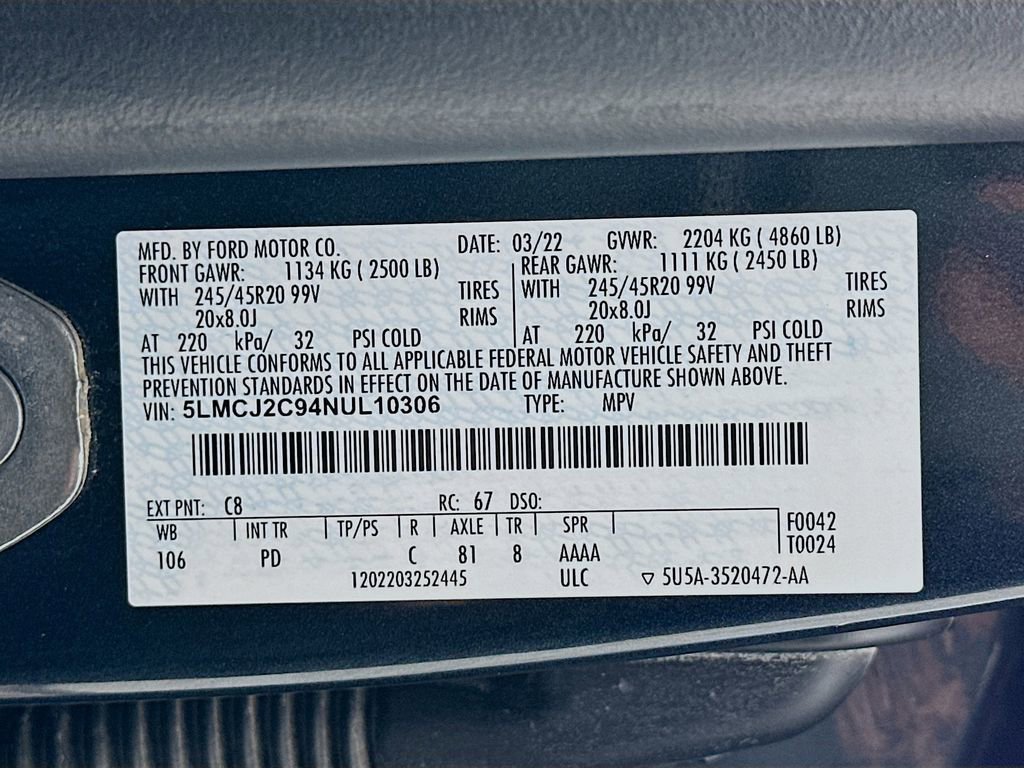 MFD. BY FORD MOTOR CO. DATE: 03/22 GVWR: 2204 KG ( 4860 LB)
FRONT GAWR: 1134 KG ( 2500 LB) REAR GAWR: 1111 KG ( 2450 LB)
WITH 245/45R20 99V TIRES WITH 245/45R20 99V TIRES
20x8.0J RIMS 20x8.0J RIMS
AT 220 kPa/ 32 PSI COLD AT 220 kPa/ 32 PSI COLD
THIS VEHICLE CONFORMS TO ALL APPLICABLE FEDERAL MOTOR VEHICLE SAFETY AND THEFT
PREVENTION STANDARDS IN EFFECT ON THE DATE OF MANUFACTURE SHOWN ABOVE.
VIN: 5LMCJ2C94NUL10306 TYPE: MPV
EXT PNT: C8 RC: 67 DSO:
WB INT TR TP/PS R AXLE TR SPR F0042
106 PD C 81 8 AAAA T0024
1202203252445 ULC ▽ 5U5A-3520472-AA